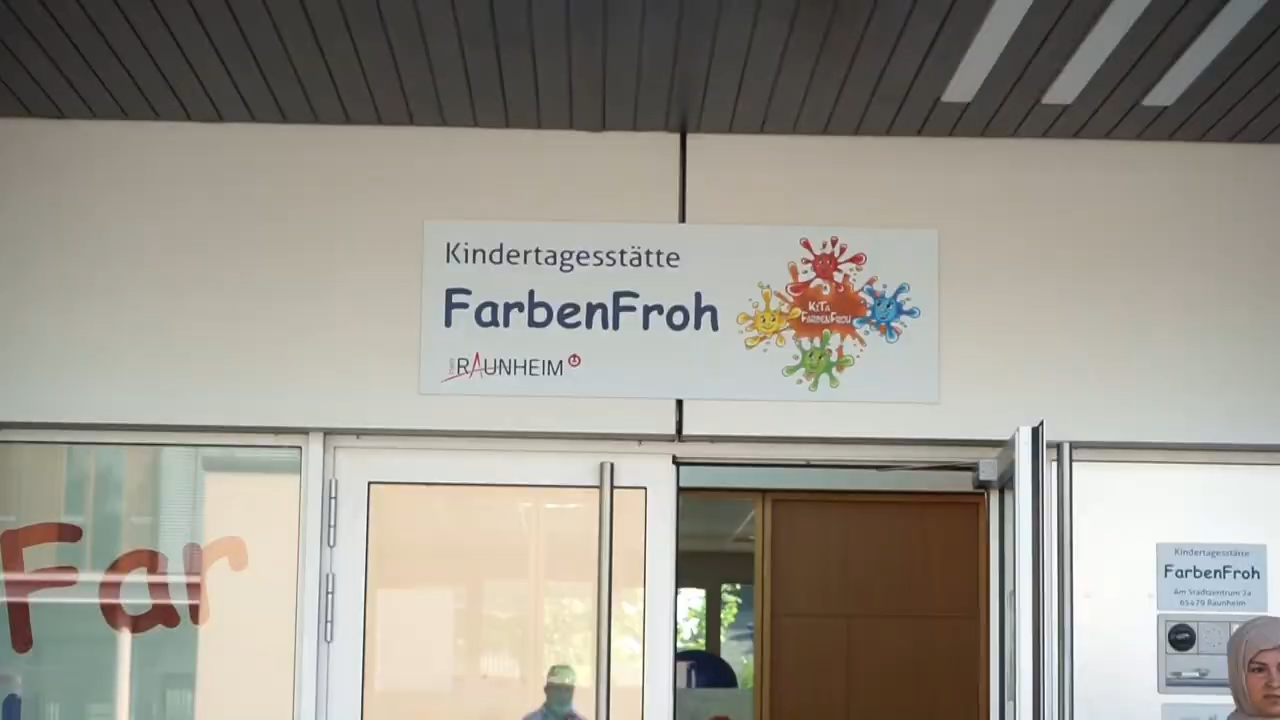 Kindertagesstätte
FarbenFroh
RAUNHEIM
KiTa
FarbenFroh
Far
Kindertagesstätte
FarbenFroh
Am Stadtzentrum 2a
65479 Raunheim